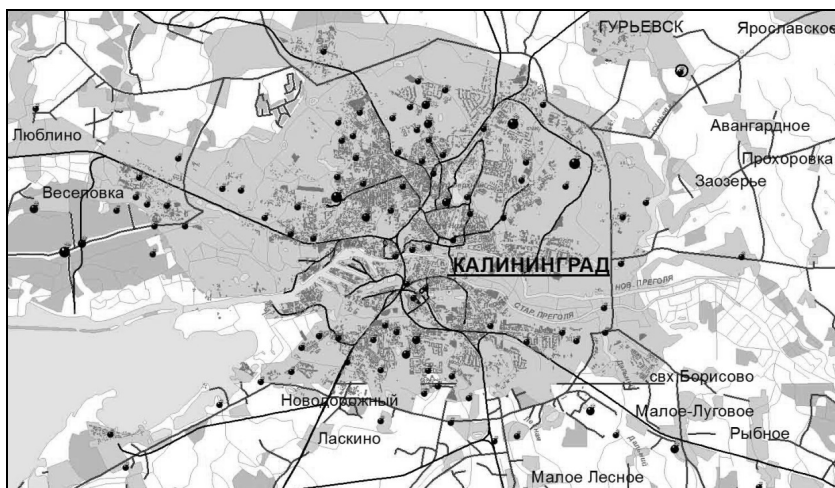 ГУРЬЕВСК
Ярославское
Люблино
Авангардное
Прохоровка
Заозерье
Веселовка
КАЛИНИНГРАД
НОВ. ПРЕГОЛЯ
СТАР. ПРЕГОЛЯ
свх Борисово
Новодорожный
Малое-Луговое
Рыбное
Ласкино
Малое Лесное